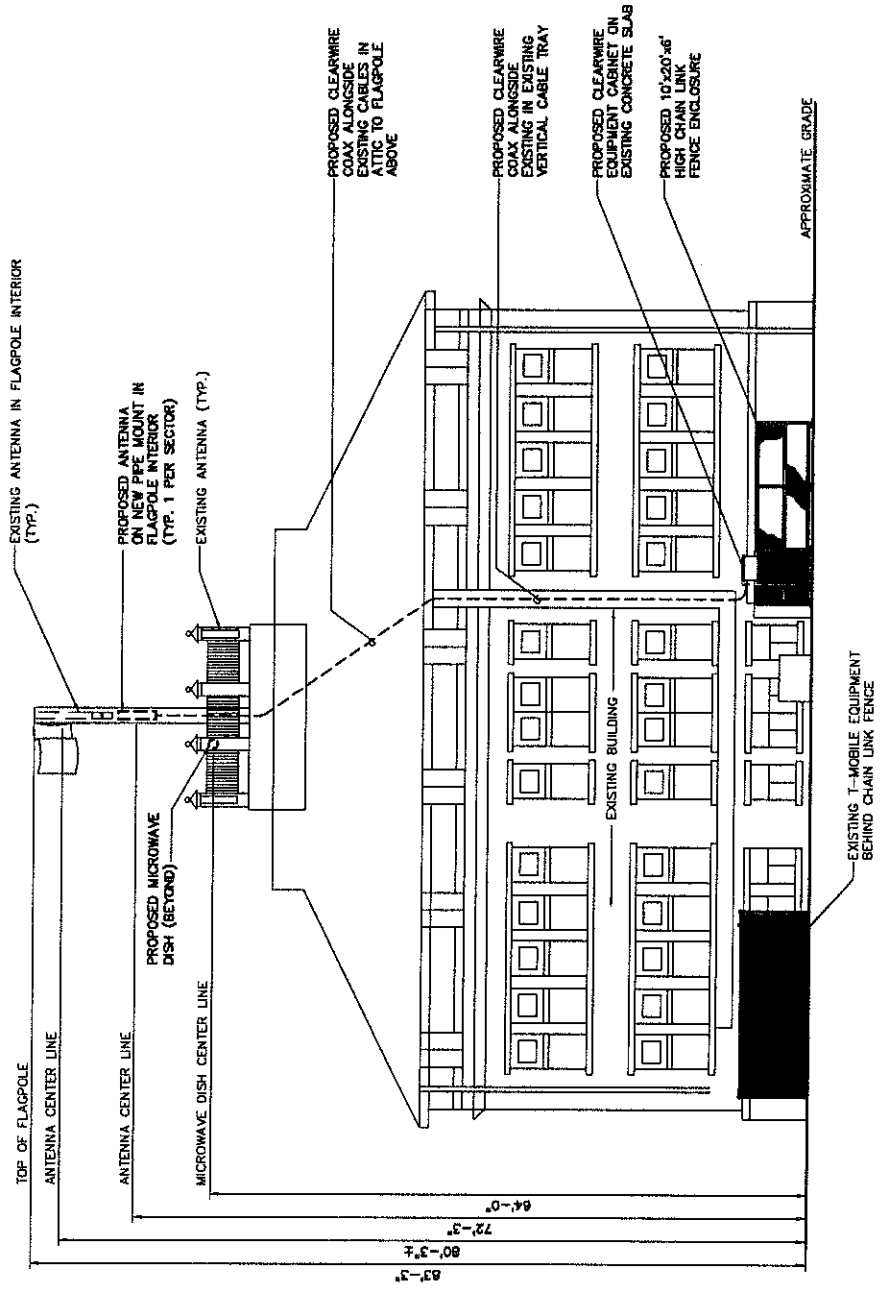 TOP OF FLAGPOLE
ANTENNA CENTER LINE
ANTENNA CENTER LINE
MICROWAVE DISH CENTER LINE
PROPOSED MICROWAVE
DISH (BEYOND)
EXISTING ANTENNA IN FLAGPOLE INTERIOR
(TYP.)
PROPOSED ANTENNA
ON NEW PIPE MOUNT IN
FLAGPOLE INTERIOR
(TYP. 1 PER SECTOR)
EXISTING ANTENNA (TYP.)
PROPOSED CLEARWIRE
COAX ALONGSIDE
EXISTING CABLES IN
ATTIC TO FLAGPOLE
ABOVE
PROPOSED CLEARWIRE
COAX ALONGSIDE
EXISTING IN EXISTING
VERTICAL CABLE TRAY
PROPOSED CLEARWIRE
EQUIPMENT CABINET ON
EXISTING CONCRETE SLAB
PROPOSED 10'x20'x6'
HIGH CHAIN LINK
FENCE ENCLOSURE
APPROXIMATE GRADE
EXISTING BUILDING
EXISTING T-MOBILE EQUIPMENT
BEHIND CHAIN LINK FENCE
83'-3"
80'-3"±
72'-3"
64'-0"